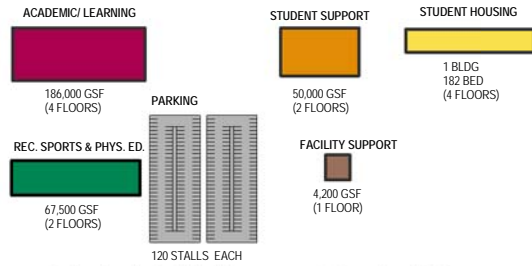 ACADEMIC/ LEARNING
186,000 GSF
(4 FLOORS)
STUDENT SUPPORT
50,000 GSF
(2 FLOORS)
STUDENT HOUSING
1 BLDG
182 BED
(4 FLOORS)
PARKING
120 STALLS EACH
REC. SPORTS & PHYS. ED.
67,500 GSF
(2 FLOORS)
FACILITY SUPPORT
4,200 GSF
(1 FLOOR)